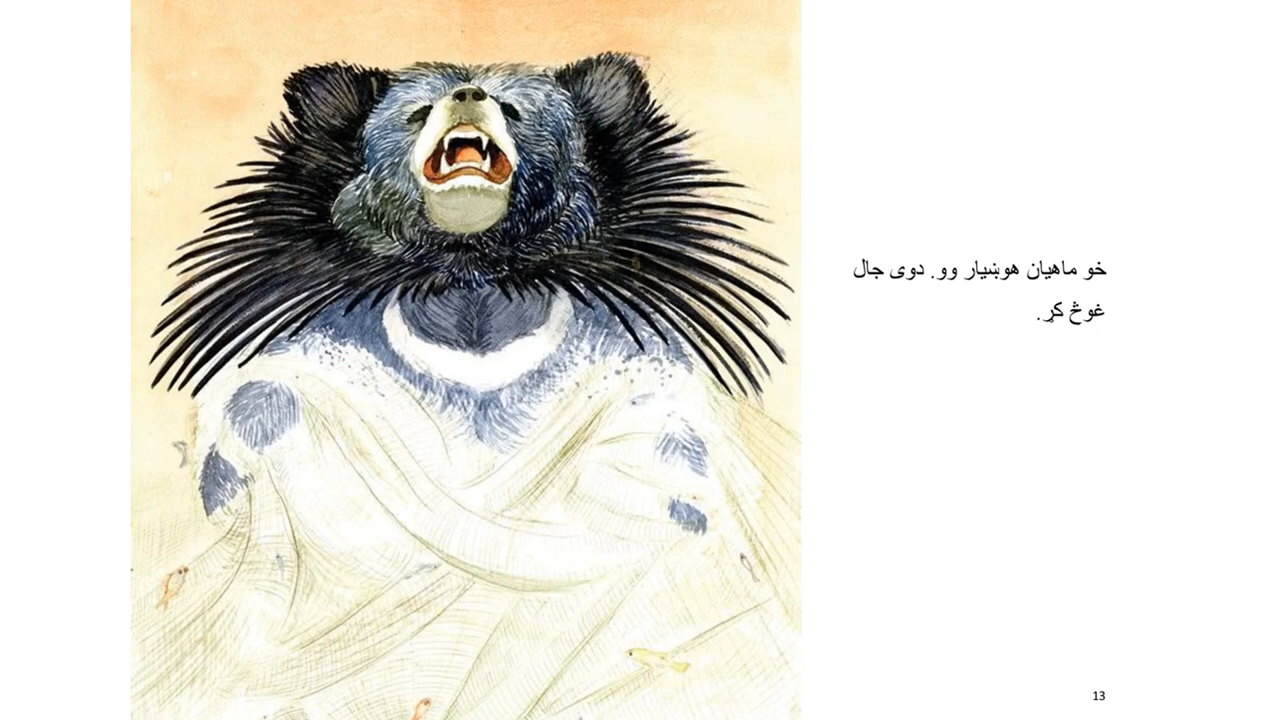 خو ماهیان هوښیار وو. دوی جال
غوڅ کړ.
13